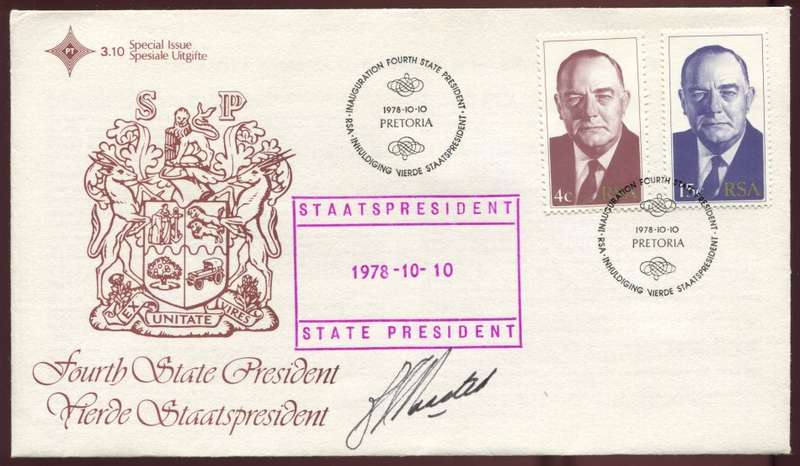 PT
3.10 Special Issue
Spesiale Uitgifte
S P
EX UNITATE VIRES
Fourth State President
Vierde Staatspresident
INAUGURATION FOURTH STATE PRESIDENT
1978-10-10
PRETORIA
RSA · INHULDIGING VIERDE STAATSPRESIDENT
STAATSPRESIDENT
1978-10-10
STATE PRESIDENT
4c RSA
15c RSA
INAUGURATION FOURTH STATE PRESIDENT
1978-10-10
PRETORIA
RSA · INHULDIGING VIERDE STAATSPRESIDENT